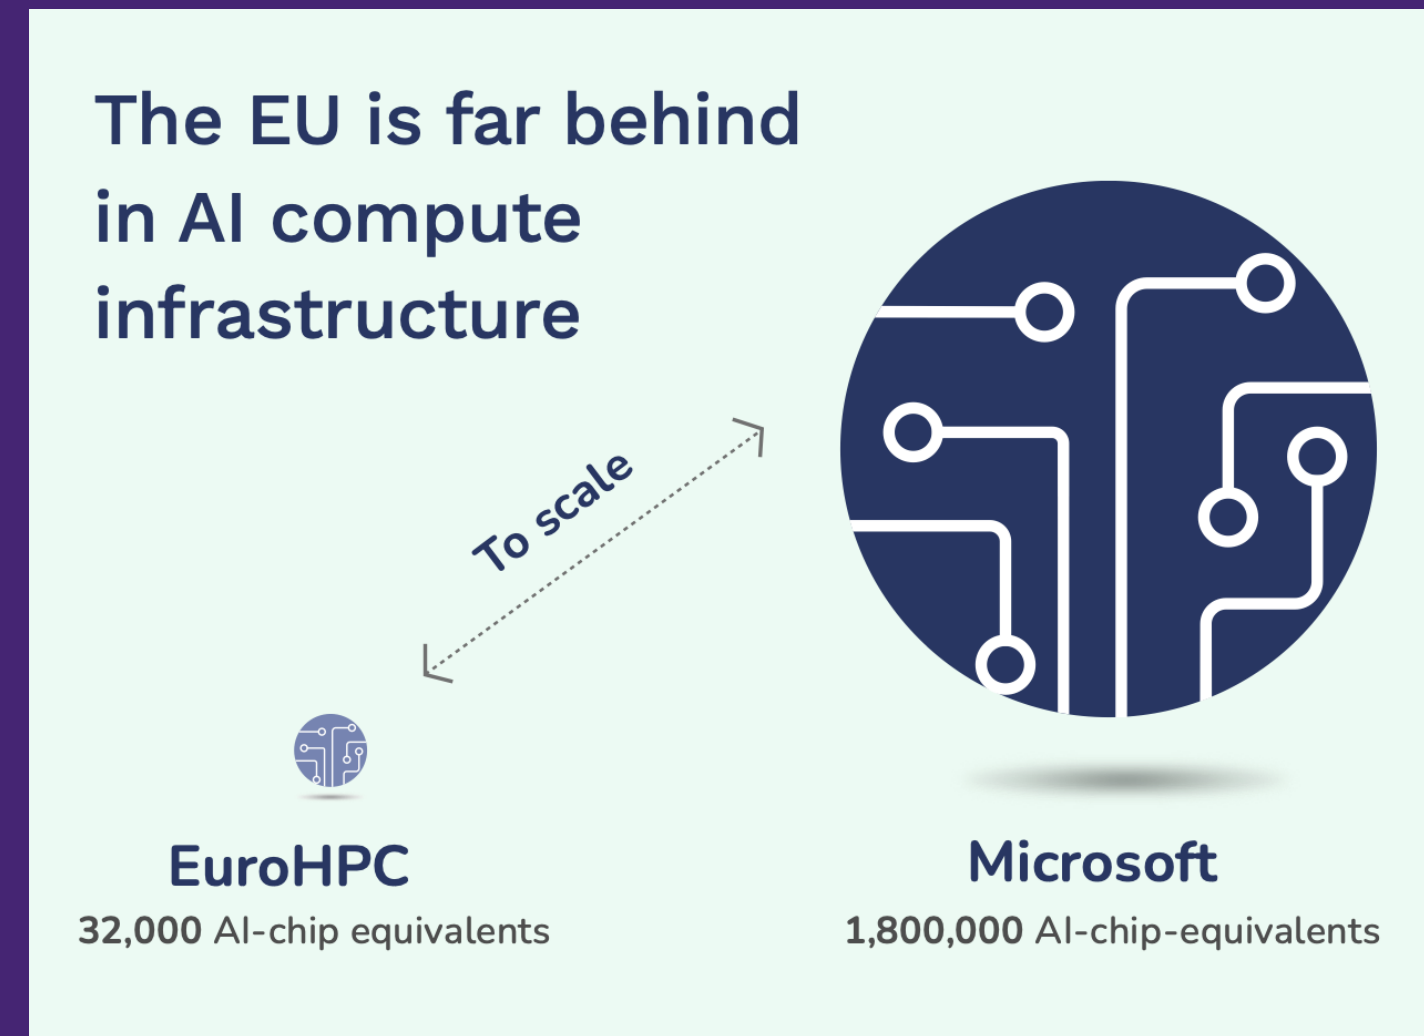 The EU is far behind
in AI compute
infrastructure
To scale
EuroHPC
32,000 AI-chip equivalents
Microsoft
1,800,000 AI-chip-equivalents